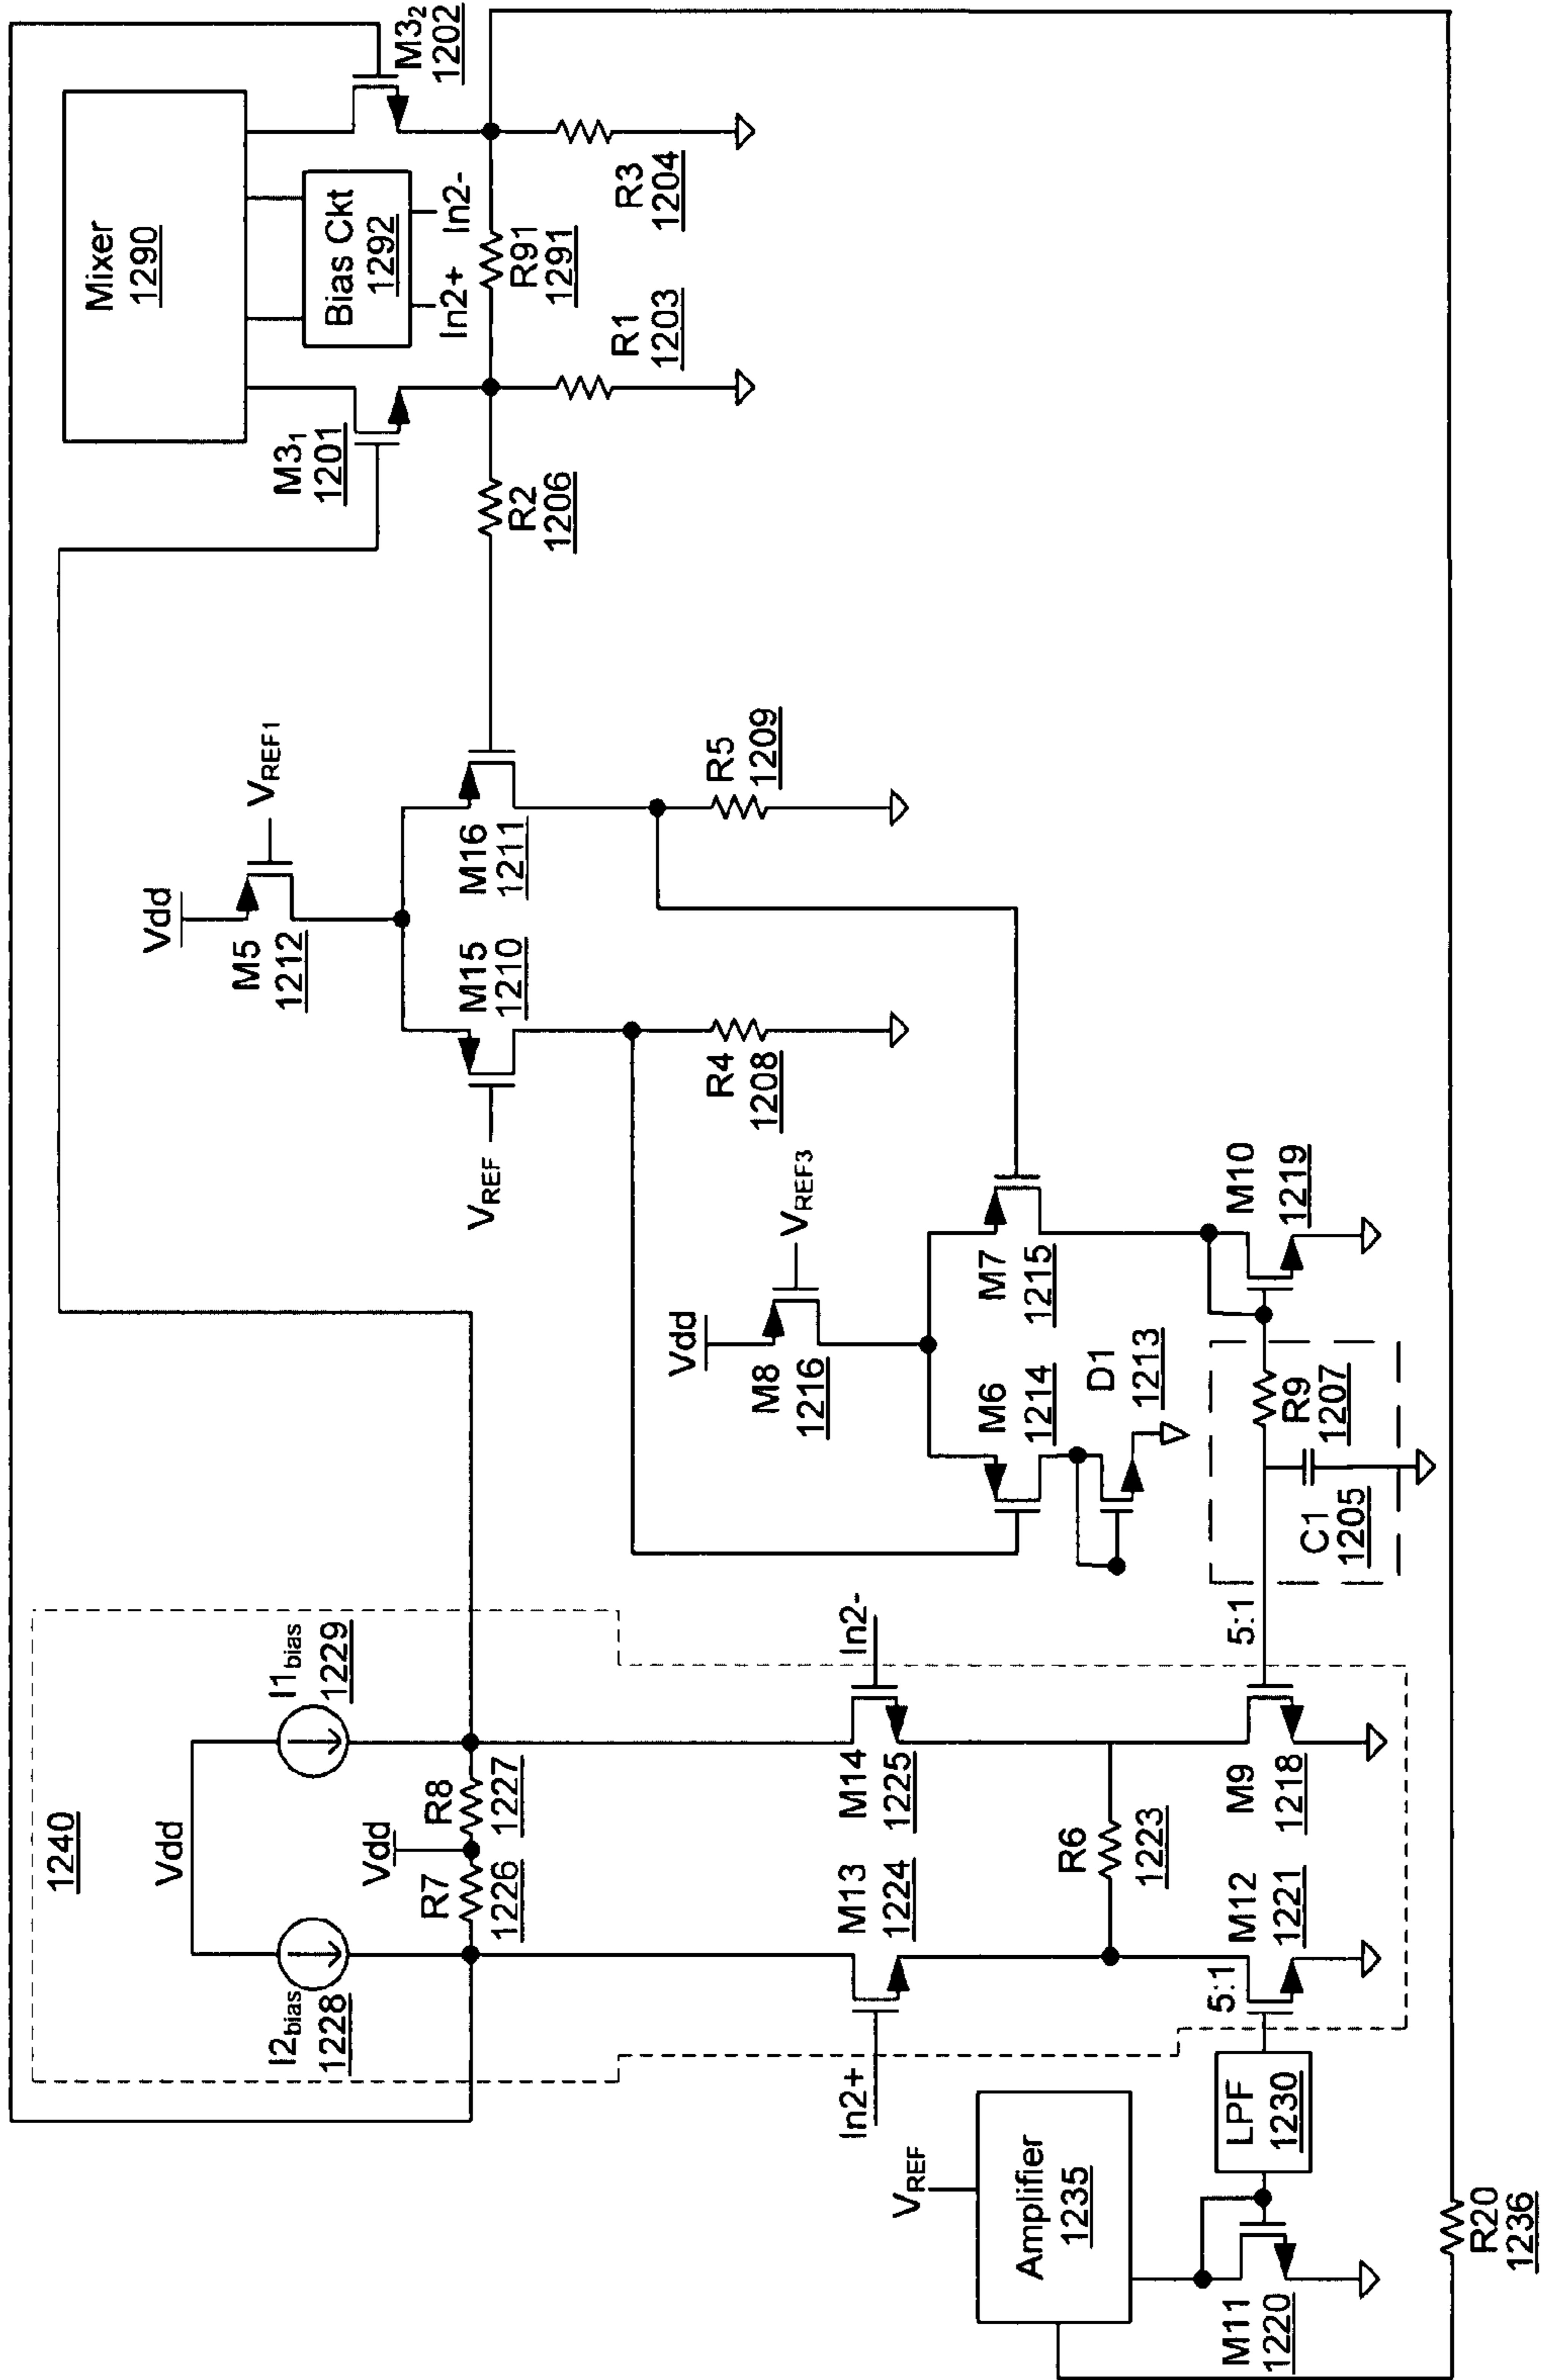 1240
Vdd
I2bias
1228
I1bias
1229
Vdd
R7
1226
R8
1227
In2+
M13
1224
M14
1225
In2-
R6
1223
VREF
Amplifier
1235
LPF
1230
M11
1220
5:1
M12
1221
M9
1218
5:1
C1
1205
R9
1207
M10
1219
R20
1236
Vdd
M8
1216
VREF3
M6
1214
D1
1213
M7
1215
Vdd
M5
1212
VREF1
VREF
M15
1210
M16
1211
R4
1208
R5
1209
R2
1206
Mixer
1290
M31
1201
Bias Ckt
1292
In2+
In2-
M32
1202
R91
1291
R1
1203
R3
1204